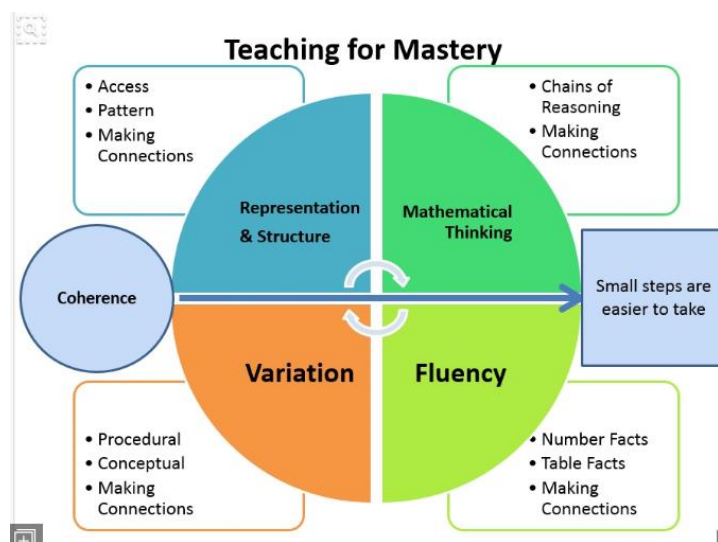 Teaching for Mastery
• Access
• Pattern
• Making
Connections
• Chains of
Reasoning
• Making
Connections
Representation
& Structure
Mathematical
Thinking
Coherence
Small steps are
easier to take
Variation
Fluency
• Procedural
• Conceptual
• Making
Connections
• Number Facts
• Table Facts
• Making
Connections